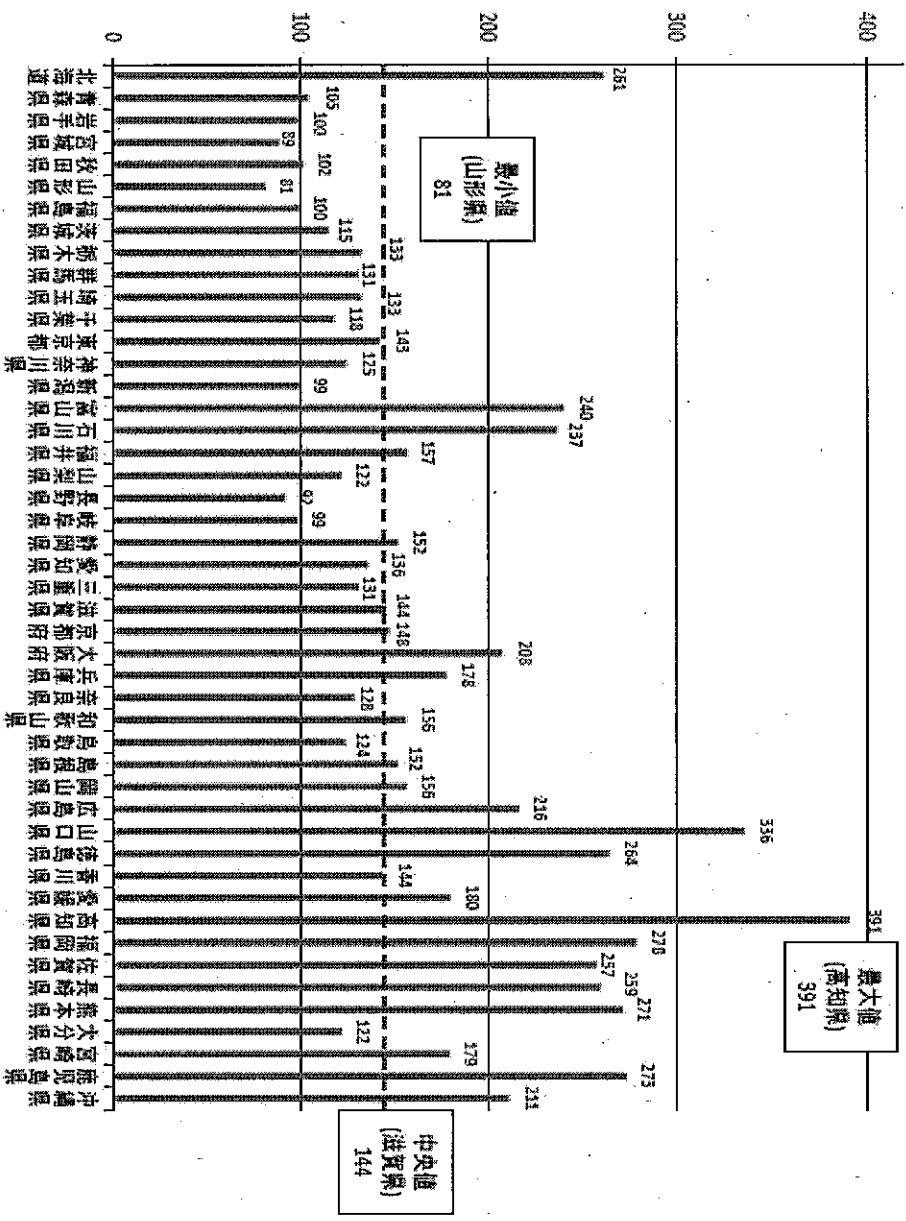 400
300
200
100
0
最小値
(山形県)
81
最大値
(高知県)
391
中央値
(滋賀県)
144
261
105
100
89
102
81
100
115
133
131
133
118
143
125
99
240
237
157
122
92
99
152
136
131
144
148
208
178
128
156
124
152
156
216
336
264
144
180
391
278
257
259
271
122
179
273
211
北海道
青森県
岩手県
宮城県
秋田県
山形県
福島県
茨城県
栃木県
群馬県
埼玉県
千葉県
東京都
神奈川県
新潟県
富山県
石川県
福井県
山梨県
長野県
岐阜県
静岡県
愛知県
三重県
滋賀県
京都府
大阪府
兵庫県
奈良県
和歌山県
鳥取県
島根県
岡山県
広島県
山口県
徳島県
香川県
愛媛県
高知県
福岡県
佐賀県
長崎県
熊本県
大分県
宮崎県
鹿児島県
沖縄県